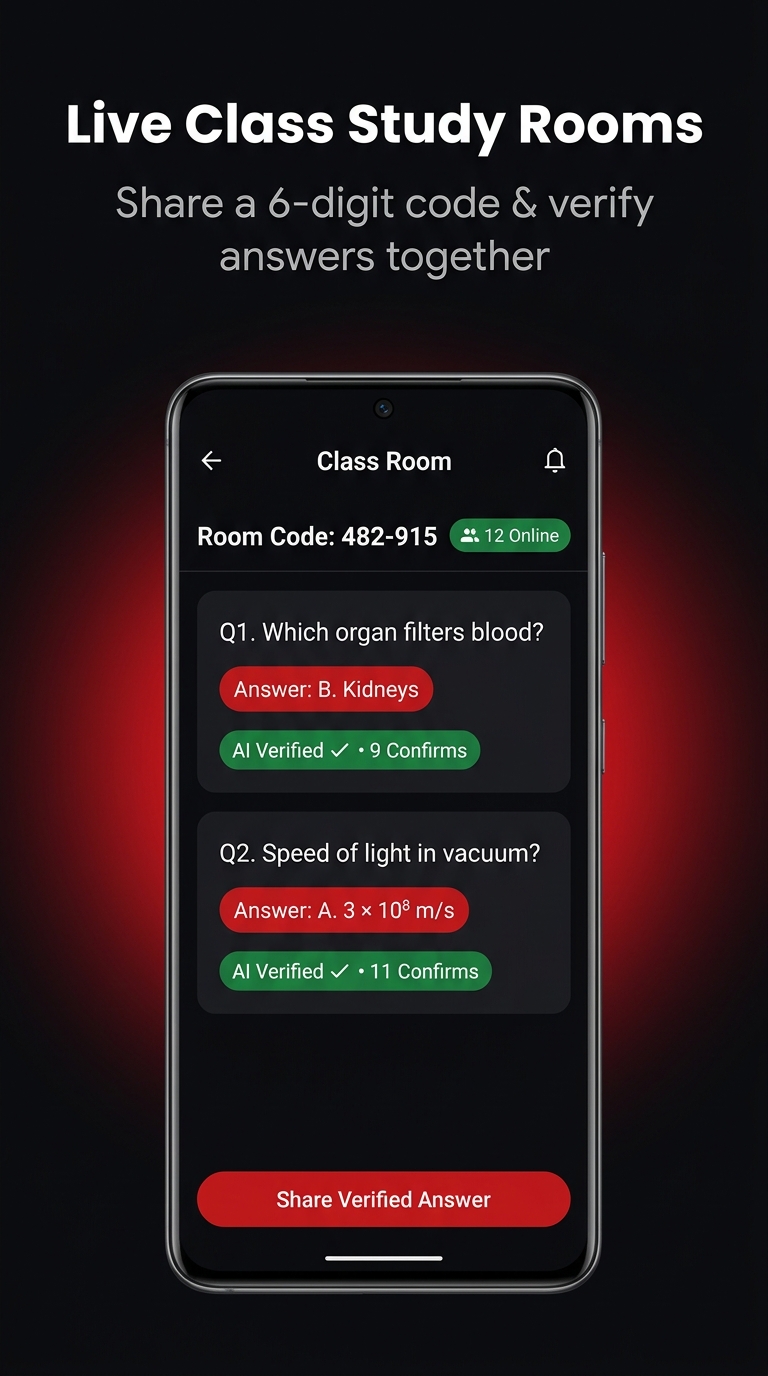 Live Class Study Rooms
Share a 6-digit code & verify
answers together
Class Room
Room Code: 482-915
12 Online
Q1. Which organ filters blood?
Answer: B. Kidneys
AI Verified ✓ • 9 Confirms
Q2. Speed of light in vacuum?
Answer: A. 3 × 10⁸ m/s
AI Verified ✓ • 11 Confirms
Share Verified Answer